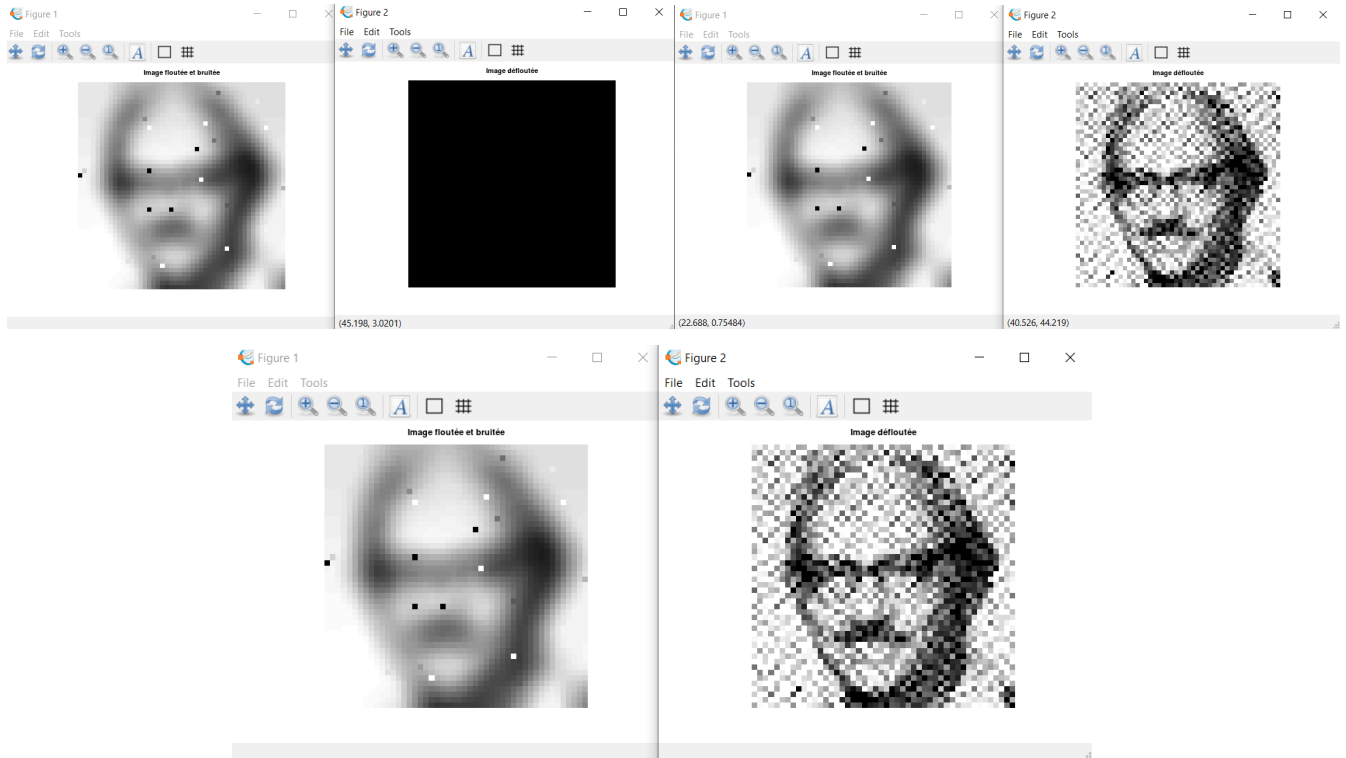 Figure 1
File Edit Tools
A
Image floutée et bruitée
Figure 2
File Edit Tools
A
Image défloutée
(45.198, 3.0201)
Figure 1
File Edit Tools
A
Image floutée et bruitée
(22.688, 0.75484)
Figure 2
File Edit Tools
A
Image défloutée
(40.526, 44.219)
Figure 1
File Edit Tools
A
Image floutée et bruitée
Figure 2
File Edit Tools
A
Image défloutée